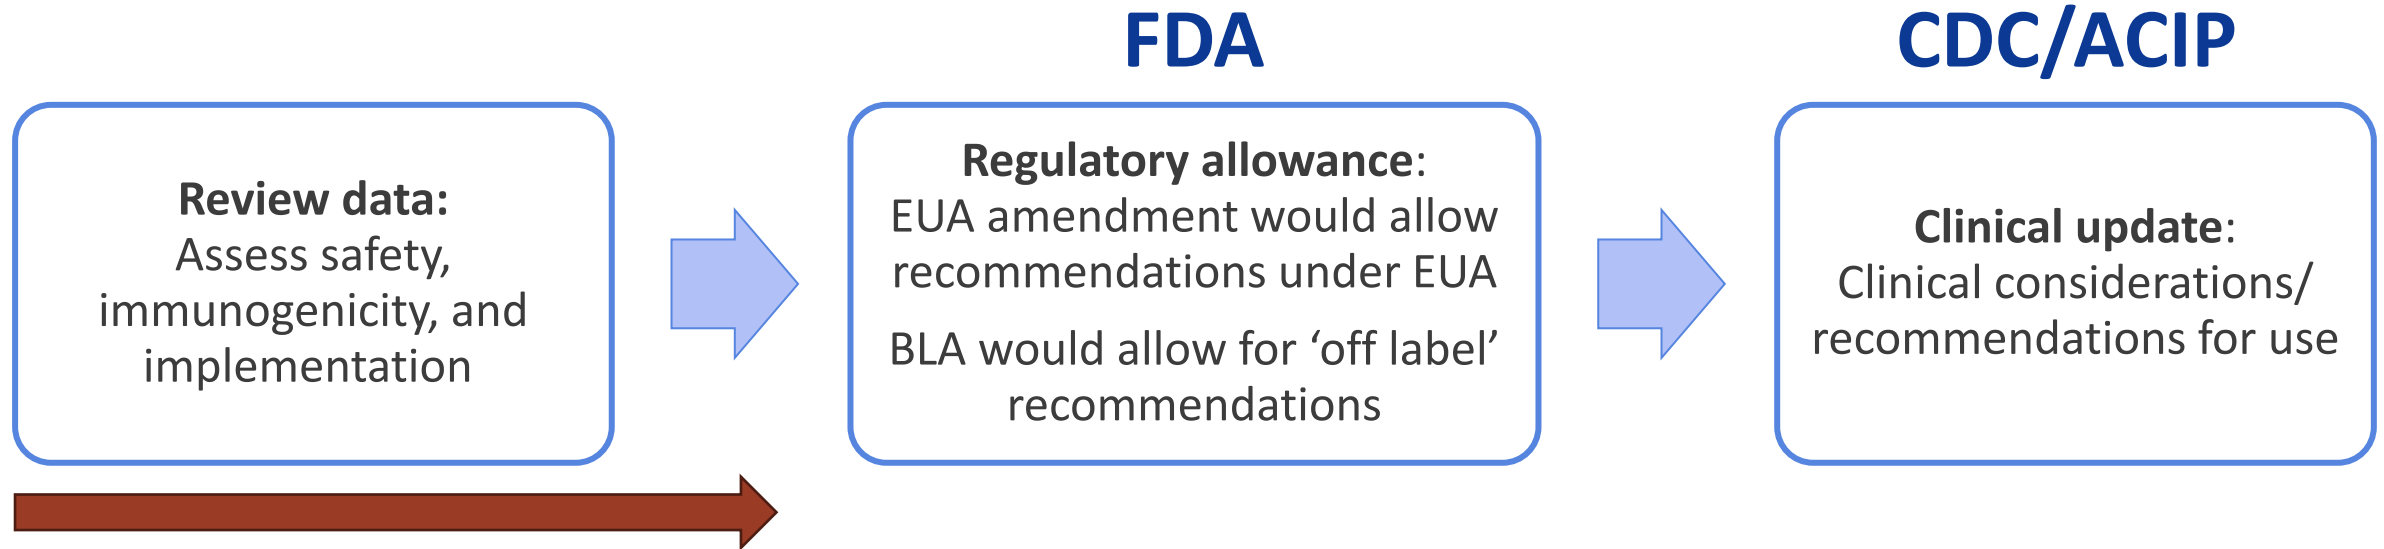 FDA
CDC/ACIP
Review data:
Assess safety,
immunogenicity, and
implementation
Regulatory allowance:
EUA amendment would allow
recommendations under EUA
BLA would allow for ‘off label’
recommendations
Clinical update:
Clinical considerations/
recommendations for use